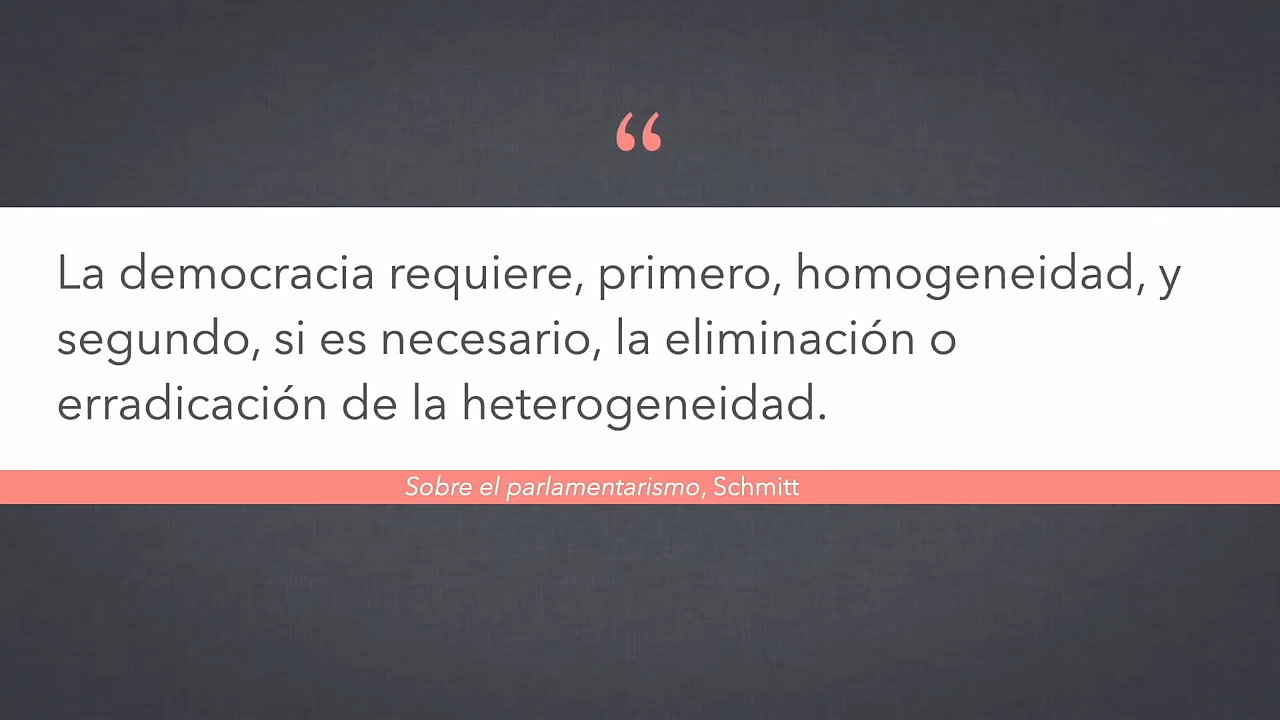 “
La democracia requiere, primero, homogeneidad, y
segundo, si es necesario, la eliminación o
erradicación de la heterogeneidad.
Sobre el parlamentarismo, Schmitt